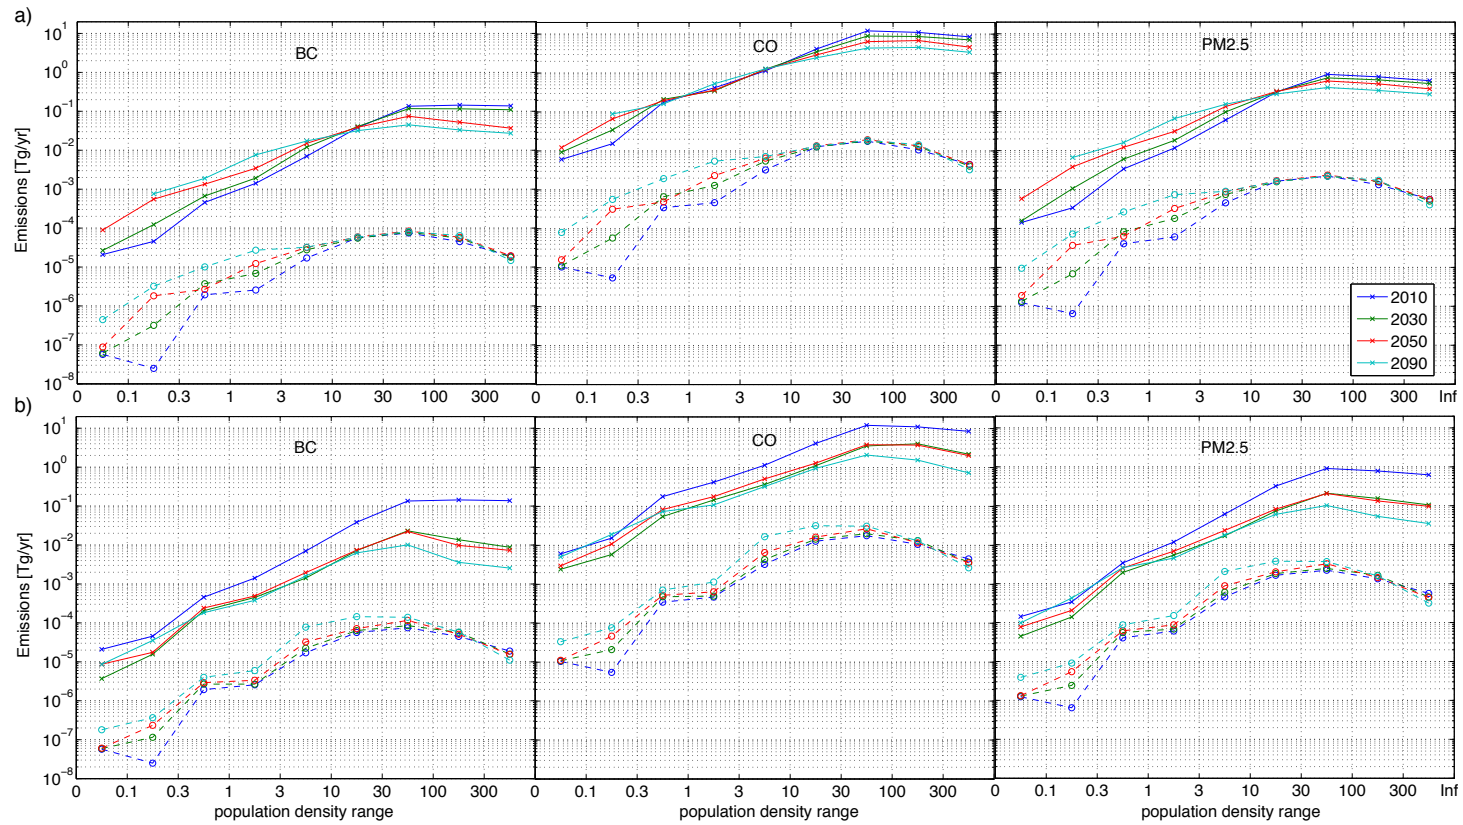 a)
BC
CO
PM2.5
Emissions [Tg/yr]
10^1
10^0
10^−1
10^−2
10^−3
10^−4
10^−5
10^−6
10^−7
10^−8
2010
2030
2050
2090
0 0.1 0.3 1 3 10 30 100 300
0 0.1 0.3 1 3 10 30 100 300
0 0.1 0.3 1 3 10 30 100 300 Inf
b)
BC
CO
PM2.5
Emissions [Tg/yr]
10^1
10^0
10^−1
10^−2
10^−3
10^−4
10^−5
10^−6
10^−7
10^−8
0 0.1 0.3 1 3 10 30 100 300
0 0.1 0.3 1 3 10 30 100 300
0 0.1 0.3 1 3 10 30 100 300 Inf
population density range
population density range
population density range